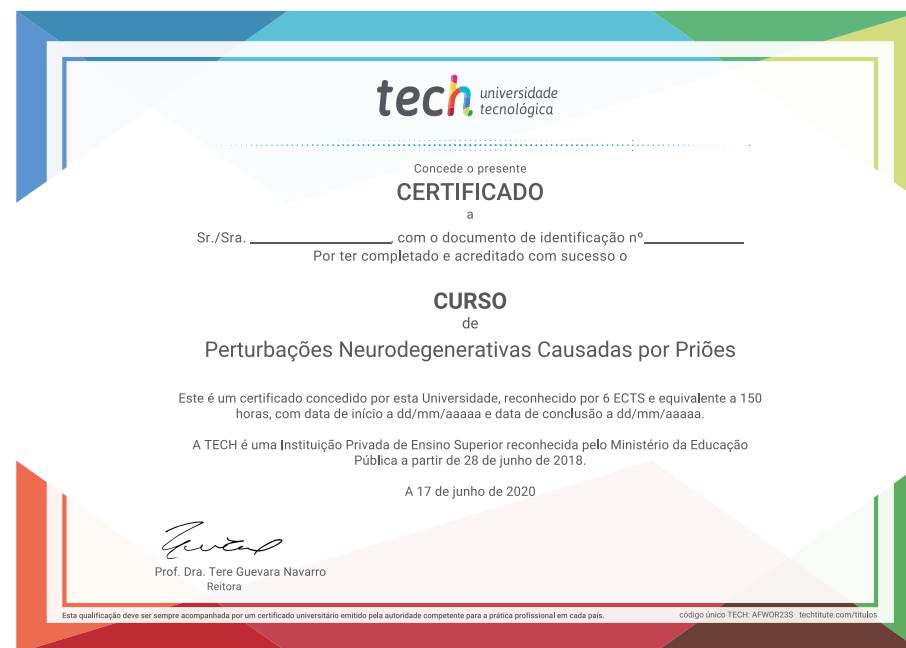 tech universidade
tecnológica
Concede o presente
CERTIFICADO
a
Sr./Sra. ____________________, com o documento de identificação nº______________
Por ter completado e acreditado com sucesso o
CURSO
de
Perturbações Neurodegenerativas Causadas por Priões
Este é um certificado concedido por esta Universidade, reconhecido por 6 ECTS e equivalente a 150
horas, com data de início a dd/mm/aaaaa e data de conclusão a dd/mm/aaaaa.
A TECH é uma Instituição Privada de Ensino Superior reconhecida pelo Ministério da Educação
Pública a partir de 28 de junho de 2018.
A 17 de junho de 2020
Prof. Dra. Tere Guevara Navarro
Reitora
Esta qualificação deve ser sempre acompanhada por um certificado universitário emitido pela autoridade competente para a prática profissional em cada país.
código único TECH: AFWOR23S techtitute.com/titulos